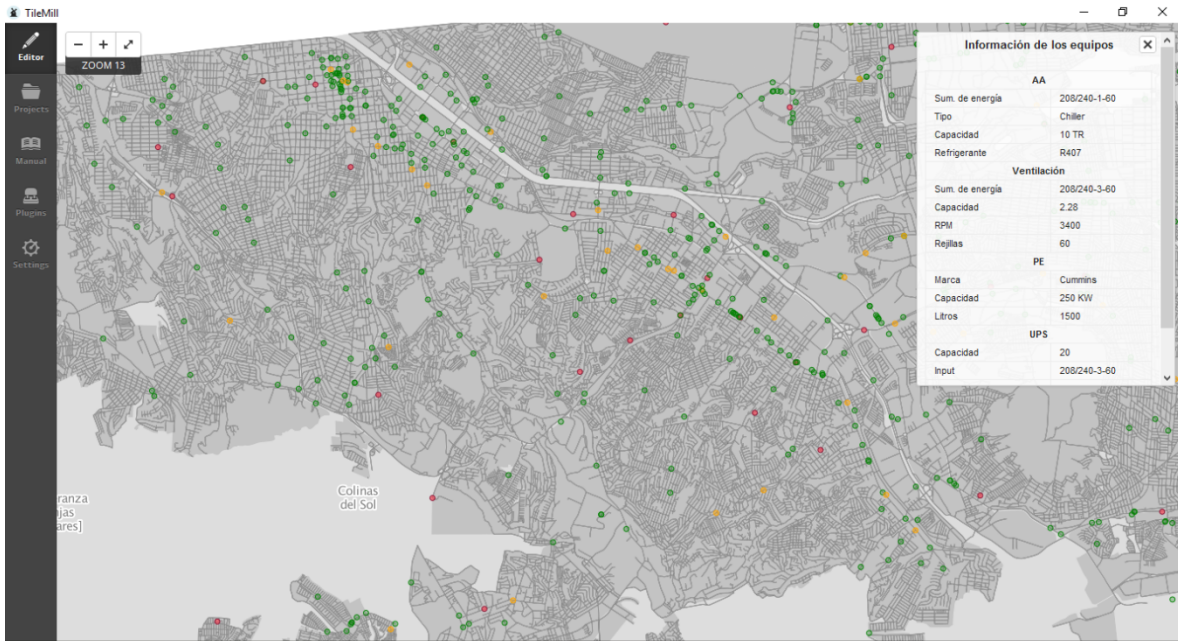 TileMill
Editor
Projects
Manual
Plugins
Settings
ZOOM 13
Información de los equipos
AA
Sum. de energía 208/240-1-60
Tipo Chiller
Capacidad 10 TR
Refrigerante R407
Ventilación
Sum. de energía 208/240-3-60
Capacidad 2.28
RPM 3400
Rejillas 60
PE
Marca Cummins
Capacidad 250 KW
Litros 1500
UPS
Capacidad 20
Input 208/240-3-60
Colinas
del Sol
ranza
jas
ares]